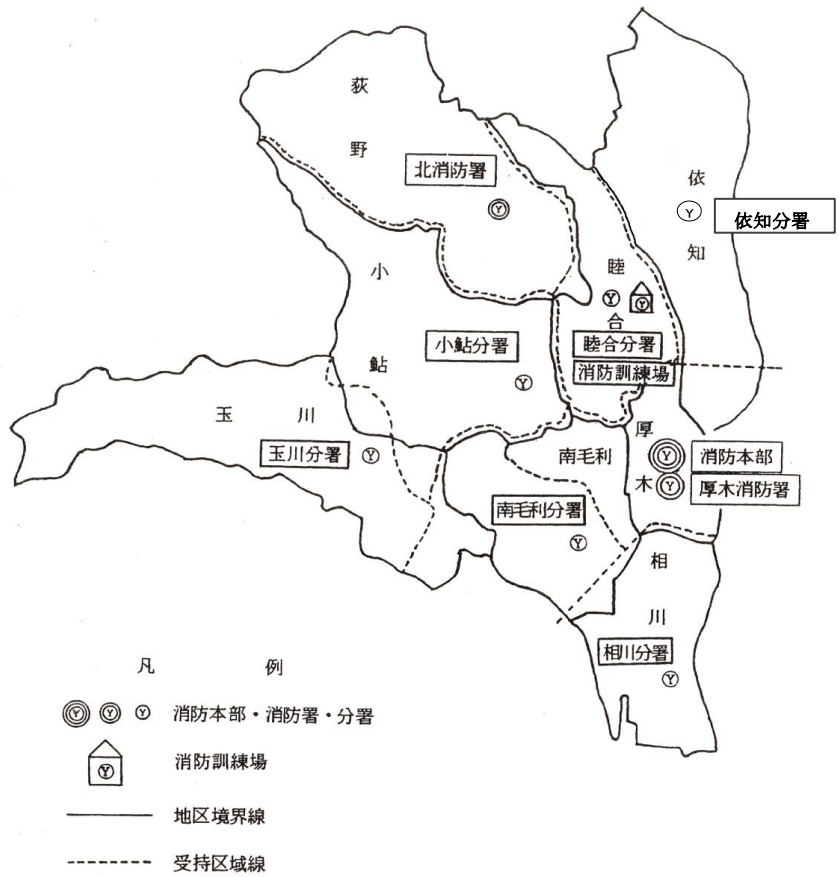 荻野
北消防署
依知
依知分署
小鮎
小鮎分署
睦合
睦合分署
消防訓練場
玉川
玉川分署
南毛利
南毛利分署
厚木
消防本部
厚木消防署
相川
相川分署
凡例
消防本部・消防署・分署
消防訓練場
地区境界線
受持区域線